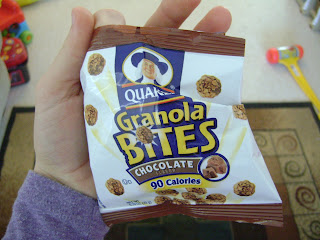 QUAKER
Granola
BITES
CHOCOLATE
90 Calories